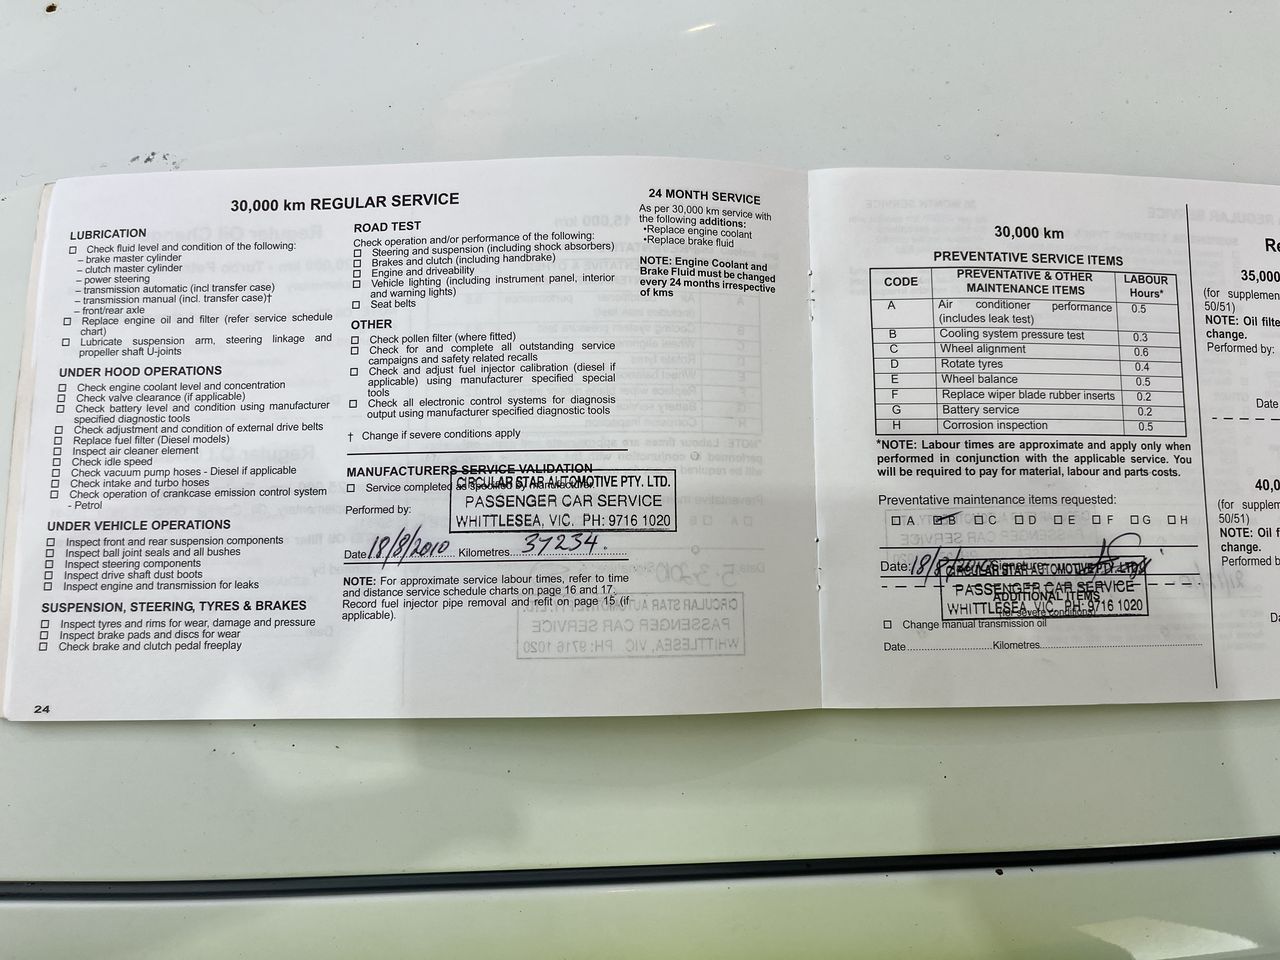 30,000 km REGULAR SERVICE
LUBRICATION
☐ Check fluid level and condition of the following:
– brake master cylinder
– clutch master cylinder
– power steering
– transmission automatic (incl transfer case)
– transmission manual (incl. transfer case)†
– front/rear axle
☐ Replace engine oil and filter (refer service schedule
chart)
☐ Lubricate suspension arm, steering linkage and
propeller shaft U-joints
UNDER HOOD OPERATIONS
☐ Check engine coolant level and concentration
☐ Check valve clearance (if applicable)
☐ Check battery level and condition using manufacturer
specified diagnostic tools
☐ Check adjustment and condition of external drive belts
☐ Replace fuel filter (Diesel models)
☐ Inspect air cleaner element
☐ Check idle speed
☐ Check vacuum pump hoses - Diesel if applicable
☐ Check intake and turbo hoses
☐ Check operation of crankcase emission control system
- Petrol
UNDER VEHICLE OPERATIONS
☐ Inspect front and rear suspension components
☐ Inspect ball joint seals and all bushes
☐ Inspect steering components
☐ Inspect drive shaft dust boots
☐ Inspect engine and transmission for leaks
SUSPENSION, STEERING, TYRES & BRAKES
☐ Inspect tyres and rims for wear, damage and pressure
☐ Inspect brake pads and discs for wear
☐ Check brake and clutch pedal freeplay
24
ROAD TEST
Check operation and/or performance of the following:
☐ Steering and suspension (including shock absorbers)
☐ Brakes and clutch (including handbrake)
☐ Engine and driveability
☐ Vehicle lighting (including instrument panel, interior
and warning lights)
☐ Seat belts
OTHER
☐ Check pollen filter (where fitted)
☐ Check for and complete all outstanding service
campaigns and safety related recalls
☐ Check and adjust fuel injector calibration (diesel if
applicable) using manufacturer specified special
tools
☐ Check all electronic control systems for diagnosis
output using manufacturer specified diagnostic tools
† Change if severe conditions apply
MANUFACTURERS SERVICE VALIDATION
☐ Service completed as specified by manufacturer.
CIRCULAR STAR AUTOMOTIVE PTY. LTD.
PASSENGER CAR SERVICE
WHITTLESEA, VIC. PH: 9716 1020
Performed by:
Date 18/8/2010 Kilometres 37234.
NOTE: For approximate service labour times, refer to time
and distance service schedule charts on page 16 and 17.
Record fuel injector pipe removal and refit on page 15 (if
applicable).
24 MONTH SERVICE
As per 30,000 km service with
the following additions:
•Replace engine coolant
•Replace brake fluid
NOTE: Engine Coolant and
Brake Fluid must be changed
every 24 months irrespective
of kms
30,000 km
PREVENTATIVE SERVICE ITEMS
CODE PREVENTATIVE & OTHER MAINTENANCE ITEMS LABOUR Hours*
A Air conditioner performance (includes leak test) 0.5
B Cooling system pressure test 0.3
C Wheel alignment 0.6
D Rotate tyres 0.4
E Wheel balance 0.5
F Replace wiper blade rubber inserts 0.2
G Battery service 0.2
H Corrosion inspection 0.5
*NOTE: Labour times are approximate and apply only when
performed in conjunction with the applicable service. You
will be required to pay for material, labour and parts costs.
Preventative maintenance items requested:
☐ A ☑ B ☐ C ☐ D ☐ E ☐ F ☐ G ☐ H
Date: 18/8/2010
CIRCULAR STAR AUTOMOTIVE PTY. LTD.
PASSENGER CAR SERVICE
WHITTLESEA, VIC. PH: 9716 1020
ADDITIONAL ITEMS
(for severe conditions)
☐ Change manual transmission oil
Date Kilometres
35,000
(for supplemen
50/51)
NOTE: Oil filte
change.
Performed by:
Date
40,0
(for supplemen
50/51)
NOTE: Oil f
change.
Performed b